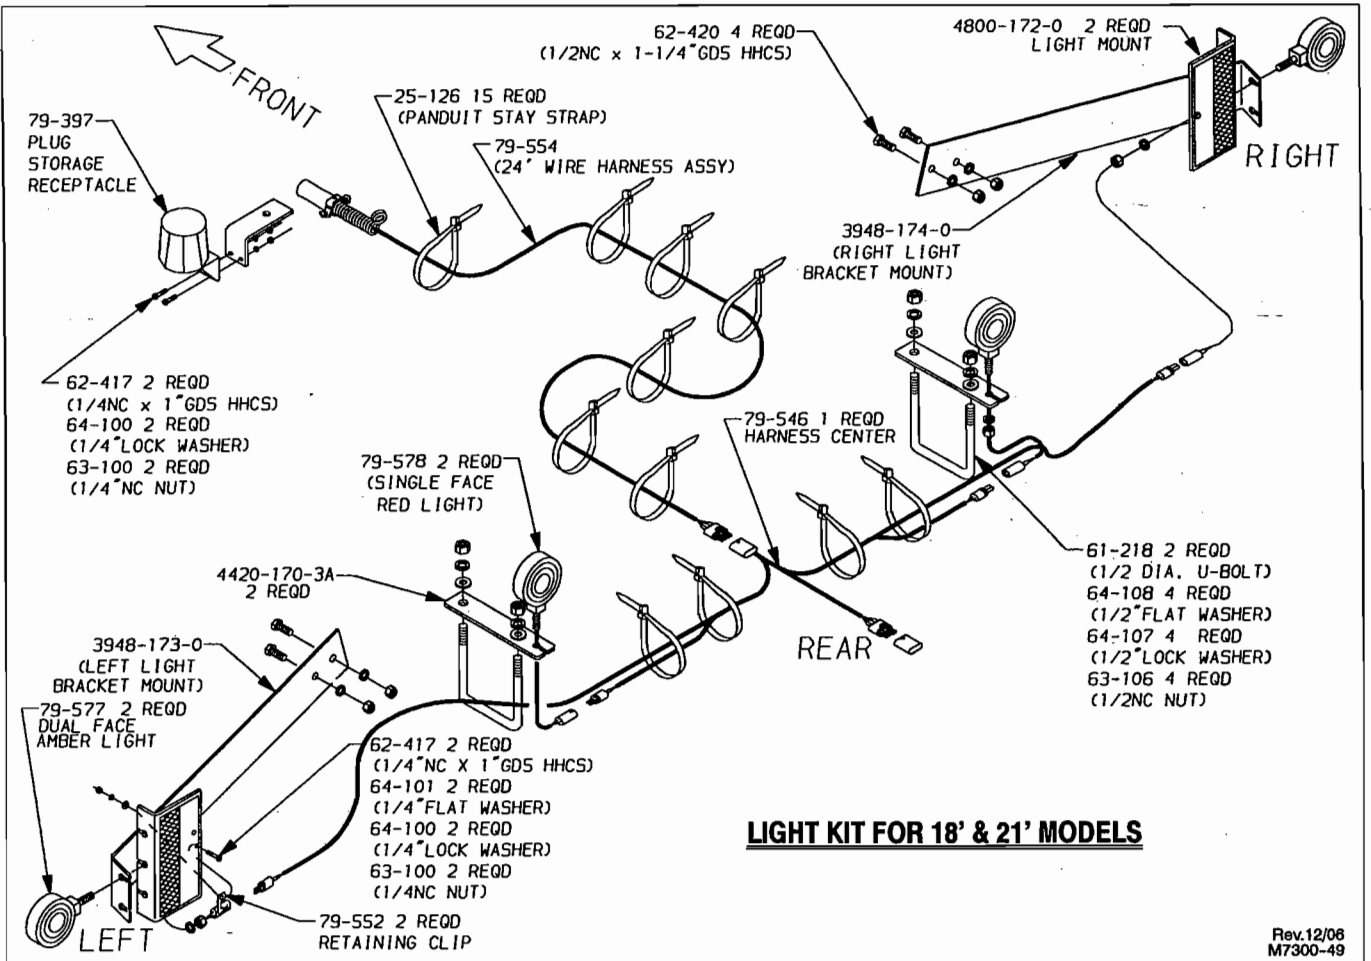 62-420 4 REQD
(1/2NC x 1-1/4"GD5 HHCS)
4800-172-0 2 REQD
LIGHT MOUNT
FRONT
25-126 15 REQD
(PANDUIT STAY STRAP)
79-397
PLUG
STORAGE
RECEPTACLE
79-554
(24' WIRE HARNESS ASSY)
RIGHT
3948-174-0
(RIGHT LIGHT
BRACKET MOUNT)
62-417 2 REQD
(1/4NC x 1"GD5 HHCS)
64-100 2 REQD
(1/4"LOCK WASHER)
63-100 2 REQD
(1/4"NC NUT)
79-546 1 REQD
HARNESS CENTER
79-578 2 REQD
(SINGLE FACE
RED LIGHT)
4420-170-3A
2 REQD
61-218 2 REQD
(1/2 DIA. U-BOLT)
64-108 4 REQD
(1/2"FLAT WASHER)
64-107 4 REQD
(1/2"LOCK WASHER)
63-106 4 REQD
(1/2NC NUT)
REAR
3948-173-0
(LEFT LIGHT
BRACKET MOUNT)
79-577 2 REQD
DUAL FACE
AMBER LIGHT
62-417 2 REQD
(1/4"NC X 1"GD5 HHCS)
64-101 2 REQD
(1/4"FLAT WASHER)
64-100 2 REQD
(1/4"LOCK WASHER)
63-100 2 REQD
(1/4NC NUT)
79-552 2 REQD
RETAINING CLIP
LEFT
LIGHT KIT FOR 18' & 21' MODELS
Rev.12/06
M7300-49